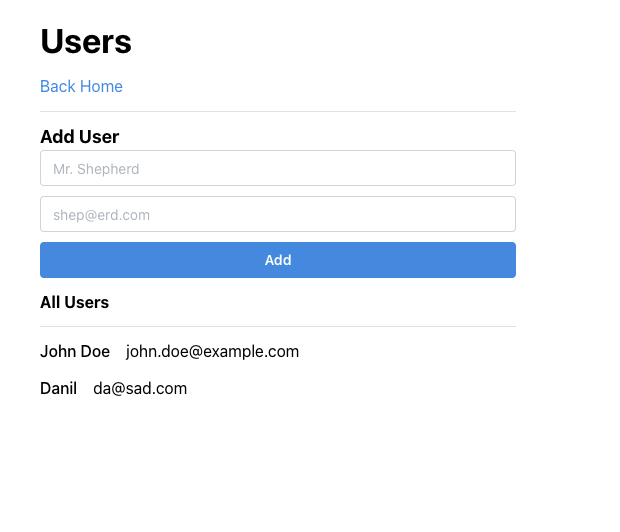 Users
Back Home
Add User
Mr. Shepherd
shep@erd.com
Add
All Users
John Doe john.doe@example.com
Danil da@sad.com